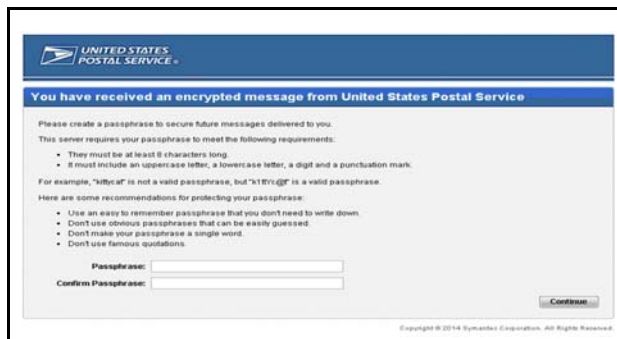 UNITED STATES
POSTAL SERVICE ®
You have received an encrypted message from United States Postal Service
Please create a passphrase to secure future messages delivered to you.
This server requires your passphrase to meet the following requirements:
• They must be at least 8 characters long.
• It must include an uppercase letter, a lowercase letter, a digit and a punctuation mark.
For example, "kittycat" is not a valid passphrase, but is a valid passphrase.
Here are some recommendations for protecting your passphrase:
• Use an easy to remember passphrase that you don't need to write down.
• Don't use obvious passphrases that can be easily guessed.
• Don't make your passphrase a single word.
• Don't use famous quotations.
Passphrase:
Confirm Passphrase:
Continue
Copyright © 2014 Symantec Corporation. All Rights Reserved.